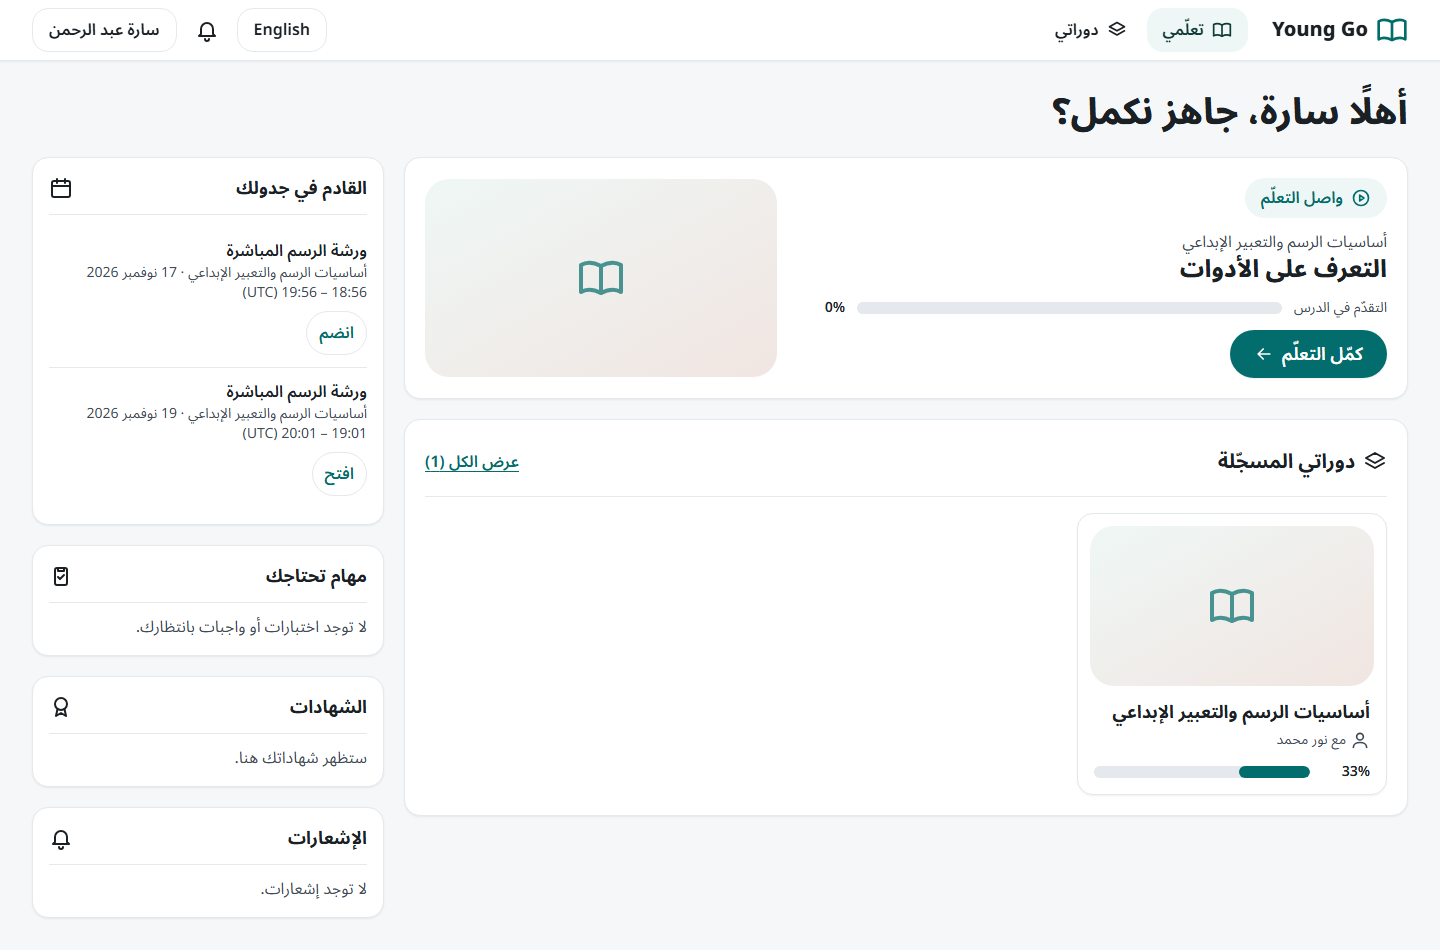 Young Go
تعلّمي
دوراتي
English
سارة عبد الرحمن
أهلًا سارة، جاهز نكمل؟
واصل التعلّم
أساسيات الرسم والتعبير الإبداعي
التعرف على الأدوات
التقدّم في الدرس
0%
كمّل التعلّم ←
دوراتي المسجّلة
عرض الكل (1)
أساسيات الرسم والتعبير الإبداعي
مع نور محمد
33%
القادم في جدولك
ورشة الرسم المباشرة
أساسيات الرسم والتعبير الإبداعي · 17 نوفمبر 2026
18:56 – 19:56 (UTC)
انضم
ورشة الرسم المباشرة
أساسيات الرسم والتعبير الإبداعي · 19 نوفمبر 2026
19:01 – 20:01 (UTC)
افتح
مهام تحتاجك
لا توجد اختبارات أو واجبات بانتظارك.
الشهادات
ستظهر شهاداتك هنا.
الإشعارات
لا توجد إشعارات.